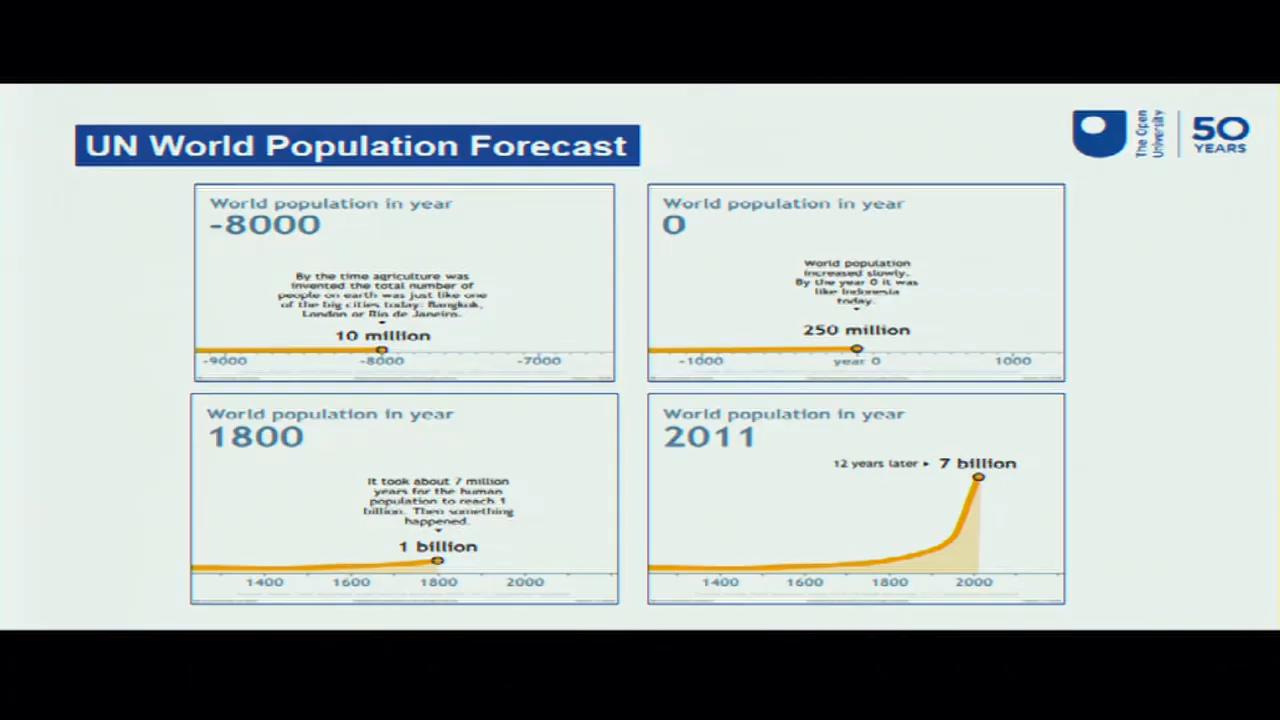 UN World Population Forecast
The Open
University
50
YEARS
World population in year
-8000
By the time agriculture was
invented the total number of
people on earth was just like one
of the big cities today: Bangkok,
London or Rio de Janeiro.
10 million
-9000 -8000 -7000
World population in year
0
World population
increased slowly.
By the year 0 it was
like Indonesia
today.
250 million
-1000 year 0 1000
World population in year
1800
It took about 7 million
years for the human
population to reach 1
billion. Then something
happened.
1 billion
1400 1600 1800 2000
World population in year
2011
12 years later ► 7 billion
1400 1600 1800 2000